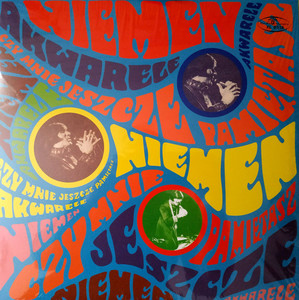 NIEMEN
AKWARELE
CZY MNIE JESZCZE PAMIĘTASZ
AKWARELE
NIEMEN
CZY MNIE JESZCZE PAMIĘTASZ
AKWARELE
NIEMEN
CZY MNIE
JESZCZE
PAMIĘTASZ
NIEMEN
AKWARELE